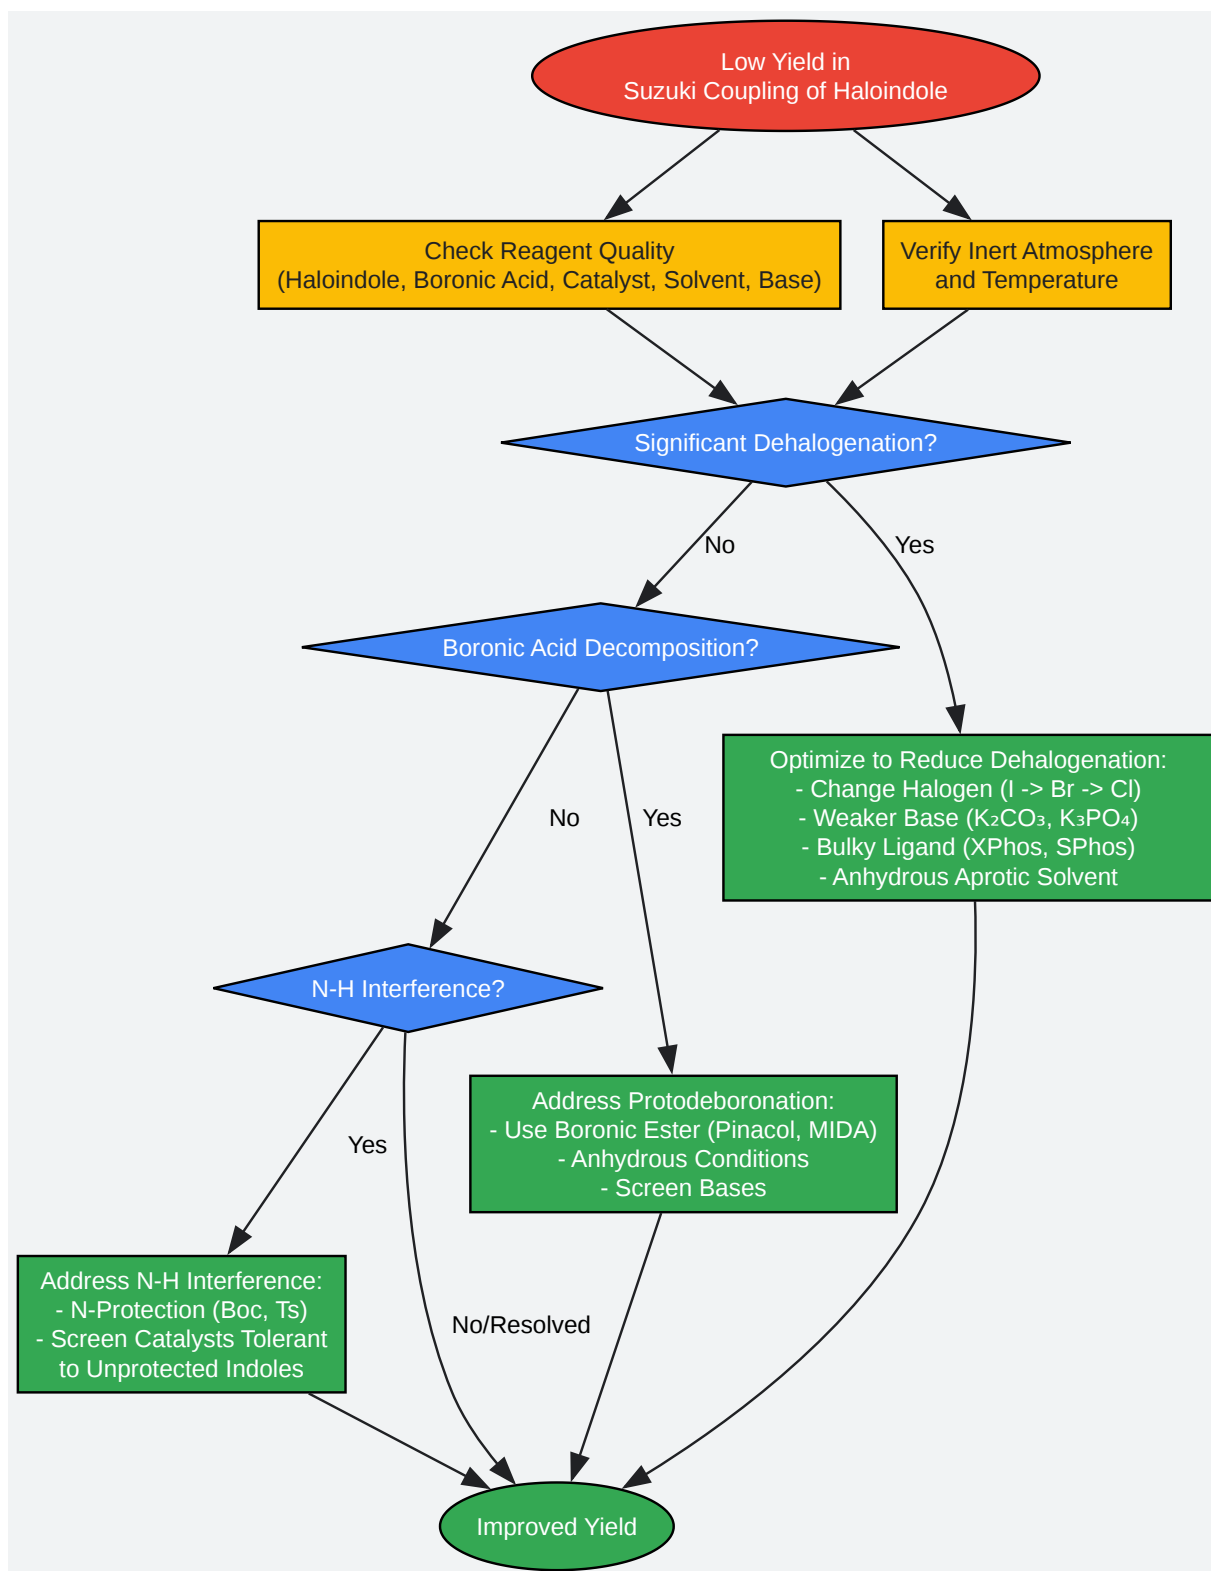 Low Yield in
Suzuki Coupling of Haloindole
Check Reagent Quality
(Haloindole, Boronic Acid, Catalyst, Solvent, Base)
Verify Inert Atmosphere
and Temperature
Significant Dehalogenation?
No
Yes
Boronic Acid Decomposition?
Optimize to Reduce Dehalogenation:
- Change Halogen (I -> Br -> Cl)
- Weaker Base (K₂CO₃, K₃PO₄)
- Bulky Ligand (XPhos, SPhos)
- Anhydrous Aprotic Solvent
No
Yes
N-H Interference?
Address Protodeboronation:
- Use Boronic Ester (Pinacol, MIDA)
- Anhydrous Conditions
- Screen Bases
Yes
Address N-H Interference:
- N-Protection (Boc, Ts)
- Screen Catalysts Tolerant
to Unprotected Indoles
No/Resolved
Improved Yield